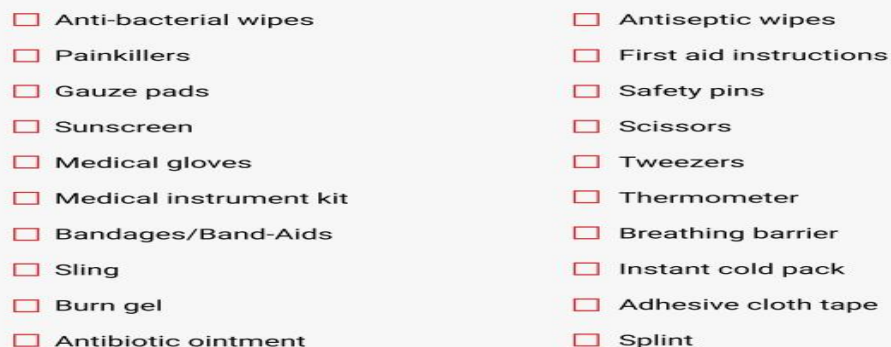 Anti-bacterial wipes
Painkillers
Gauze pads
Sunscreen
Medical gloves
Medical instrument kit
Bandages/Band-Aids
Sling
Burn gel
Antibiotic ointment
Antiseptic wipes
First aid instructions
Safety pins
Scissors
Tweezers
Thermometer
Breathing barrier
Instant cold pack
Adhesive cloth tape
Splint